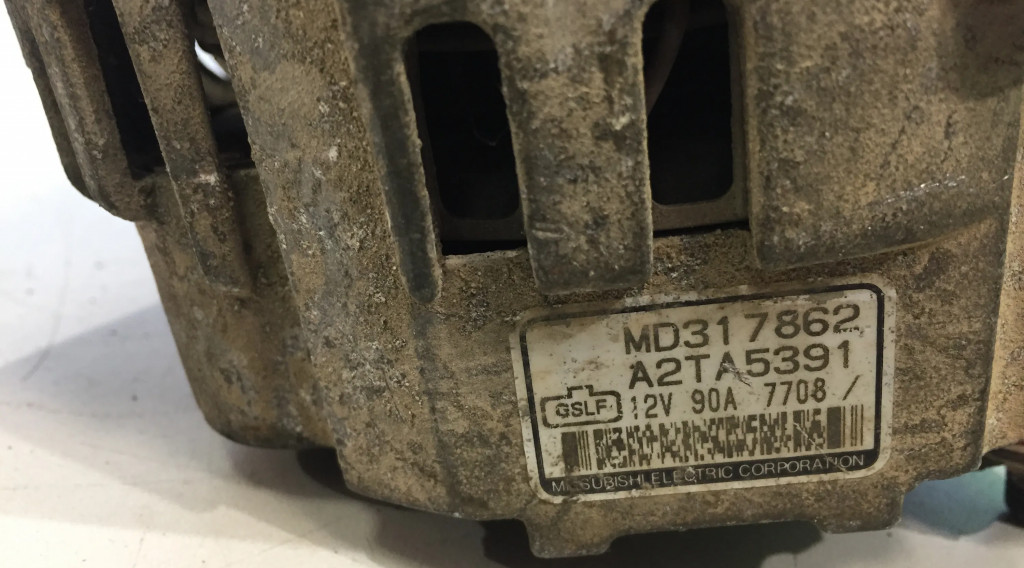 MD317862
A2TA5391
GSLF 12V 90A 7708 /
MITSUBISHI ELECTRIC CORPORATION